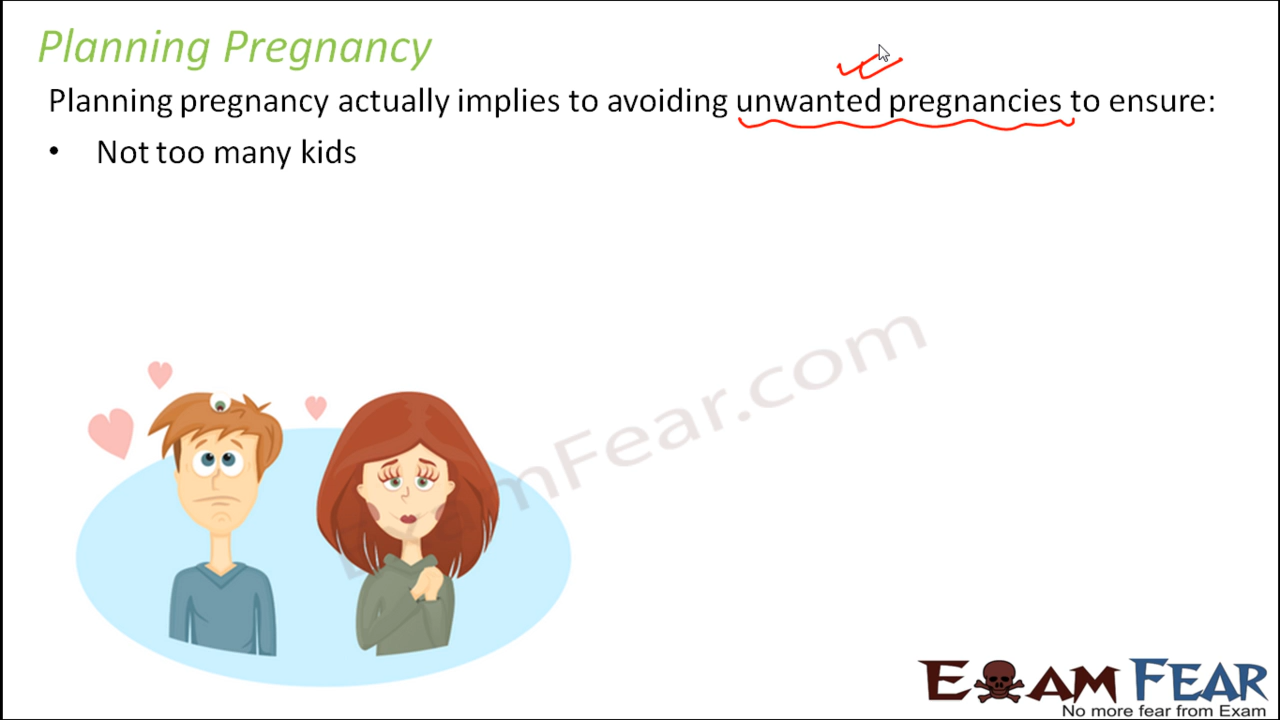 Planning Pregnancy
Planning pregnancy actually implies to avoiding unwanted pregnancies to ensure:
• Not too many kids
ExamFear.com
EXAM FEAR
No more fear from Exam